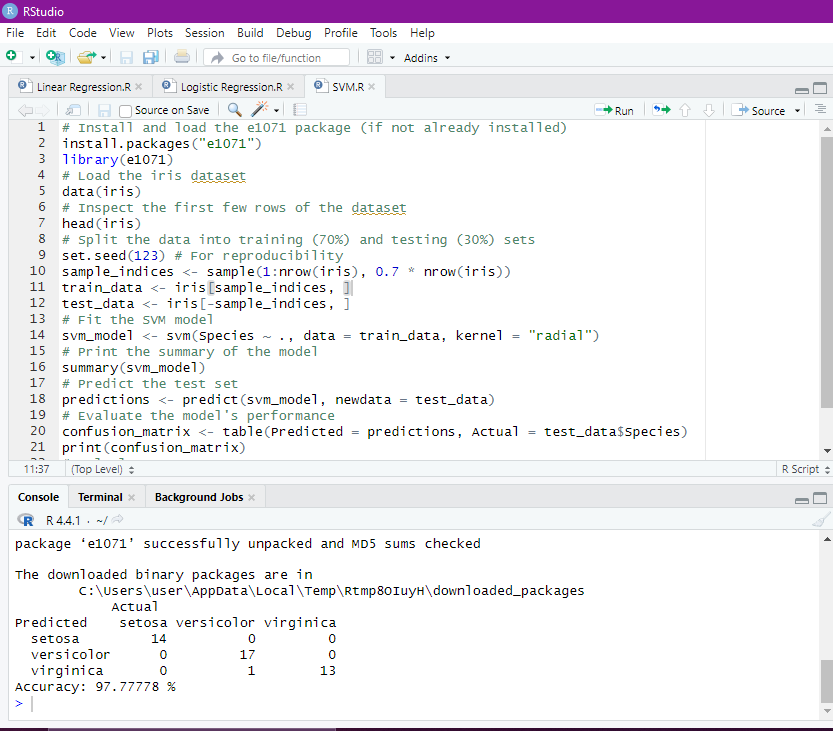 RStudio
File Edit Code View Plots Session Build Debug Profile Tools Help
Go to file/function Addins
Linear Regression.R Logistic Regression.R SVM.R
Source on Save Run Source
1 # Install and load the e1071 package (if not already installed)
2 install.packages("e1071")
3 library(e1071)
4 # Load the iris dataset
5 data(iris)
6 # Inspect the first few rows of the dataset
7 head(iris)
8 # Split the data into training (70%) and testing (30%) sets
9 set.seed(123) # For reproducibility
10 sample_indices <- sample(1:nrow(iris), 0.7 * nrow(iris))
11 train_data <- iris[sample_indices, ]
12 test_data <- iris[-sample_indices, ]
13 # Fit the SVM model
14 svm_model <- svm(Species ~ ., data = train_data, kernel = "radial")
15 # Print the summary of the model
16 summary(svm_model)
17 # Predict the test set
18 predictions <- predict(svm_model, newdata = test_data)
19 # Evaluate the model's performance
20 confusion_matrix <- table(Predicted = predictions, Actual = test_data$Species)
21 print(confusion_matrix)
11:37 (Top Level) R Script
Console Terminal Background Jobs
R 4.4.1 · ~/
package ‘e1071’ successfully unpacked and MD5 sums checked
The downloaded binary packages are in
C:\Users\user\AppData\Local\Temp\Rtmp8OIuyH\downloaded_packages
Actual
Predicted setosa versicolor virginica
setosa 14 0 0
versicolor 0 17 0
virginica 0 1 13
Accuracy: 97.77778 %
>